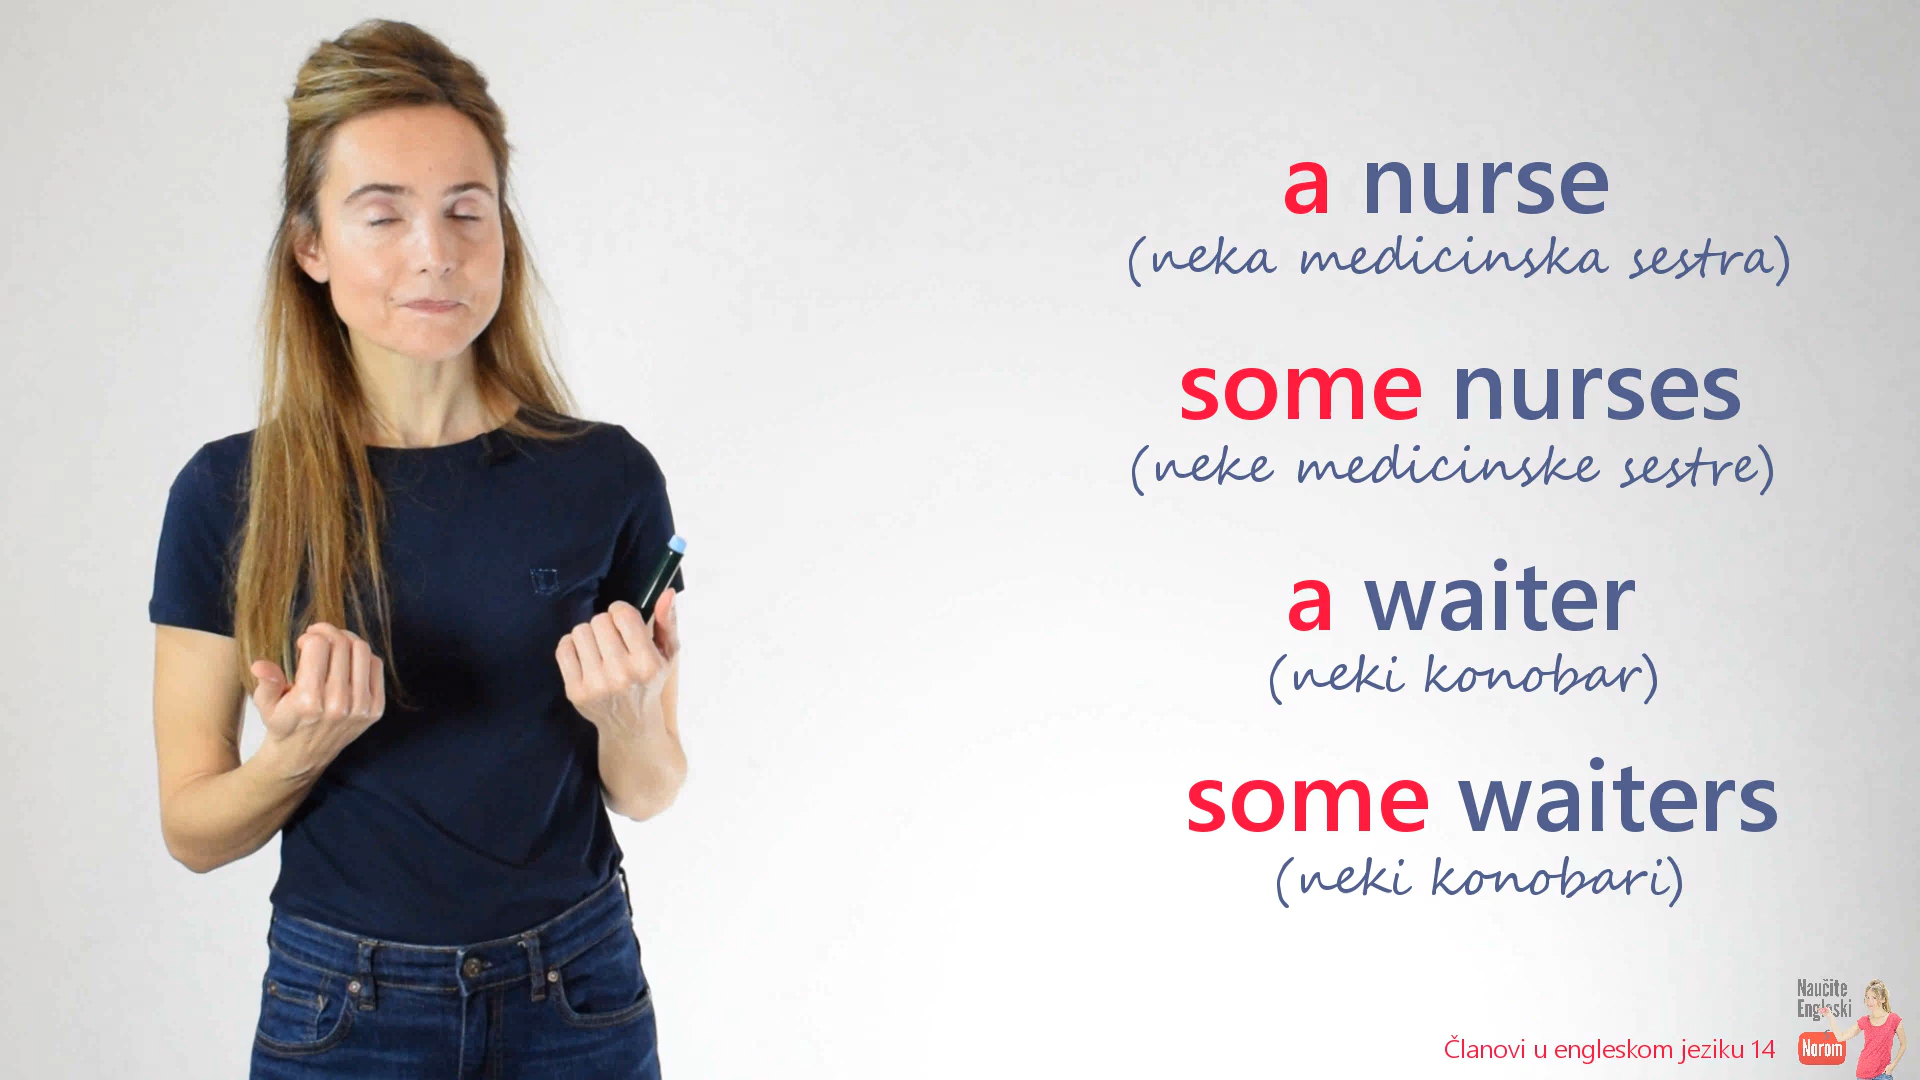 a nurse
(neka medicinska sestra)
some nurses
(neke medicinske sestre)
a waiter
(neki konobar)
some waiters
(neki konobari)
Naučite
Engleski
Članovi u engleskom jeziku 14